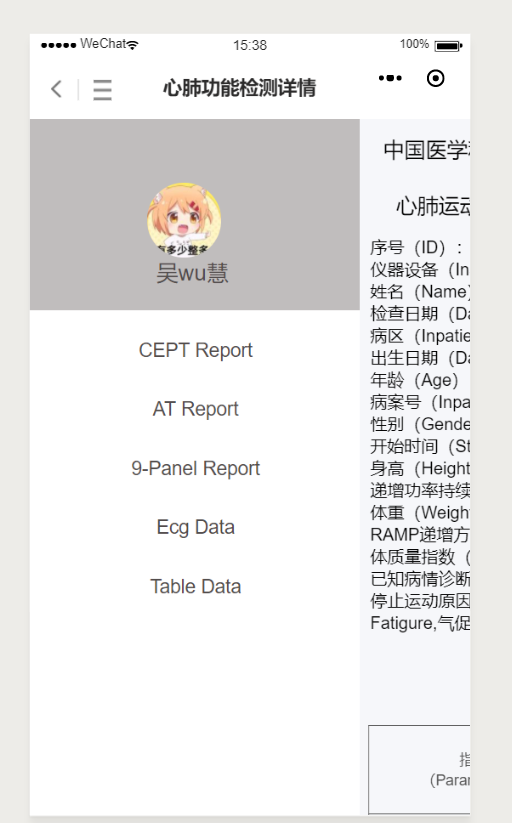 WeChat 15:38 100%
心肺功能检测详情
有多少整多
吴wu慧
CEPT Report
AT Report
9-Panel Report
Ecg Data
Table Data
中国医学
心肺运动
序号（ID）：
仪器设备（In
姓名（Name）
检查日期（Da
病区（Inpatie
出生日期（Da
年龄（Age）
病案号（Inpa
性别（Gende
开始时间（St
身高（Height
递增功率持续
体重（Weigh
RAMP递增方
体质量指数（
已知病情诊断
停止运动原因
Fatigure,气促
指
(Parar